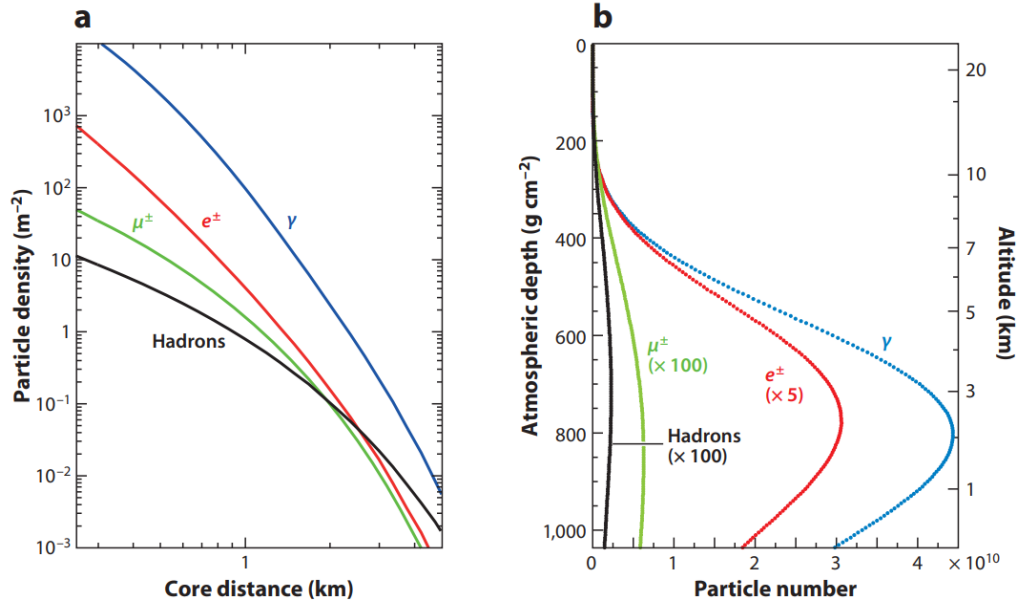 a
Particle density (m⁻²)
10³
10²
10
1
10⁻¹
10⁻²
10⁻³
μ±
e±
γ
Hadrons
1
Core distance (km)
b
Atmospheric depth (g cm⁻²)
0
200
400
600
800
1,000
μ±
(× 100)
e±
(× 5)
γ
Hadrons
(× 100)
0
1
2
3
4
× 10¹⁰
Particle number
20
10
7
5
3
2
1
Altitude (km)